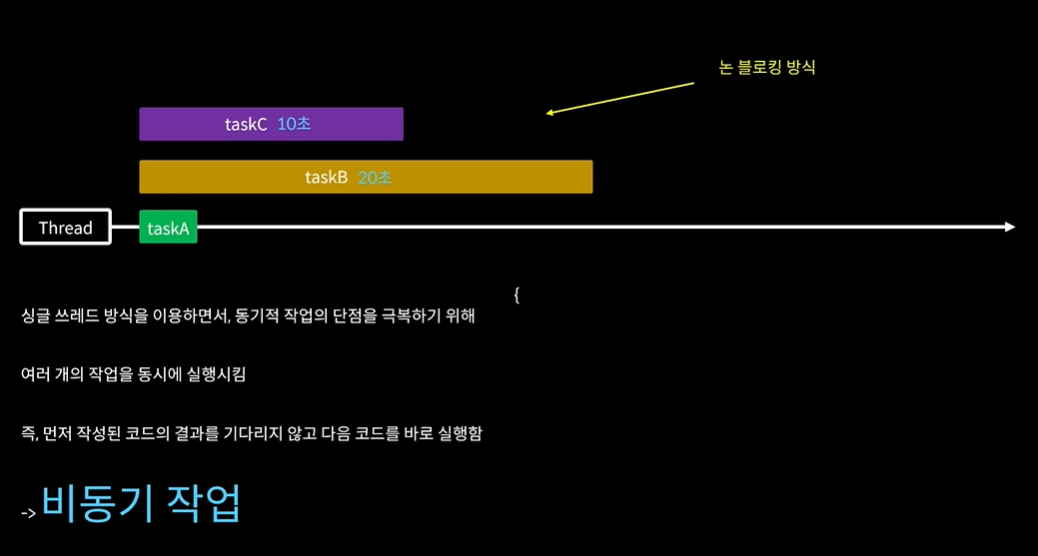 논 블로킹 방식
taskC 10초
taskB 20초
Thread
taskA
{
싱글 쓰레드 방식을 이용하면서, 동기적 작업의 단점을 극복하기 위해
여러 개의 작업을 동시에 실행시킴
즉, 먼저 작성된 코드의 결과를 기다리지 않고 다음 코드를 바로 실행함
-> 비동기 작업